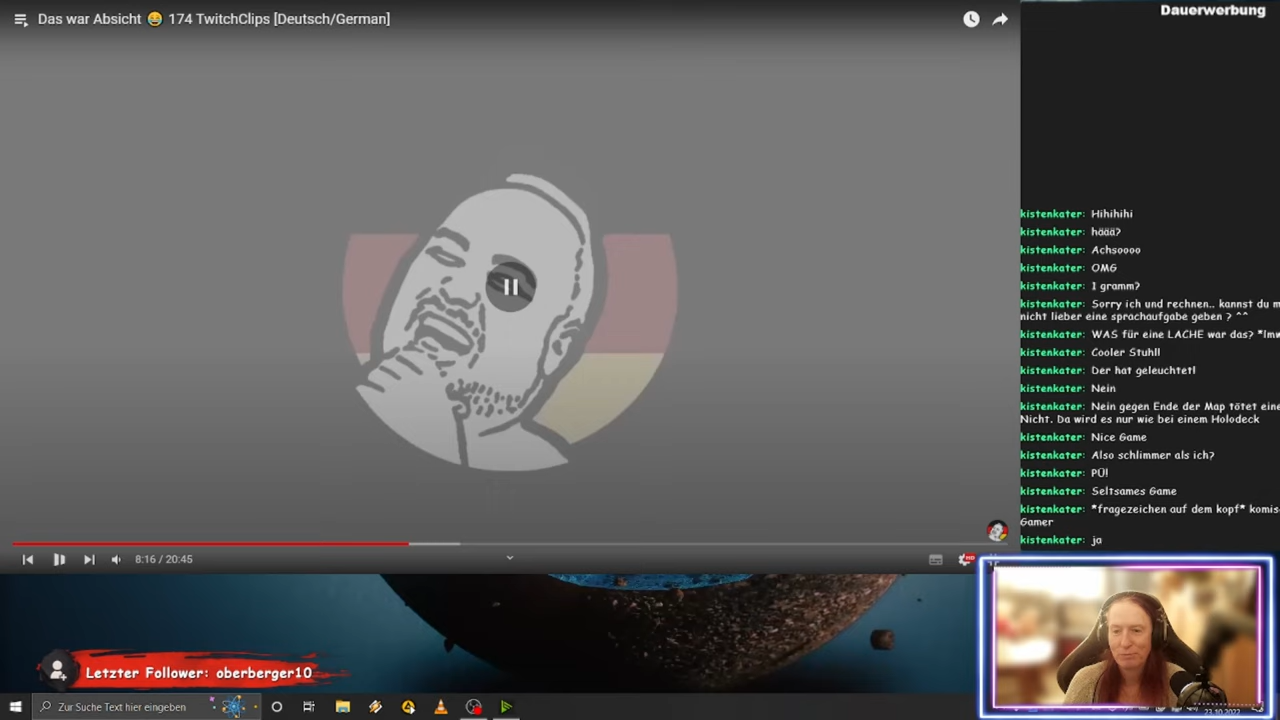 Das war Absicht 😂 174 TwitchClips [Deutsch/German]
Dauerwerbung
kistenkater: Hihihihi
kistenkater: häää?
kistenkater: Achsoooo
kistenkater: OMG
kistenkater: 1 gramm?
kistenkater: Sorry ich und rechnen.. kannst du
nicht lieber eine sprachaufgabe geben ? ^^
kistenkater: WAS für eine LACHE war das?
kistenkater: Cooler Stuhl!
kistenkater: Der hat geleuchtet!
kistenkater: Nein
kistenkater: Nein gegen Ende der Map tötet eine
Nicht. Da wird es nur wie bei einem Holodeck
kistenkater: Nice Game
kistenkater: Also schlimmer als ich?
kistenkater: PÜ!
kistenkater: Seltsames Game
kistenkater: *fragezeichen auf dem kopf*
Gamer
kistenkater: ja
8:16 / 20:45
HD
Letzter Follower: oberberger10
Zur Suche Text hier eingeben
23.10.2022